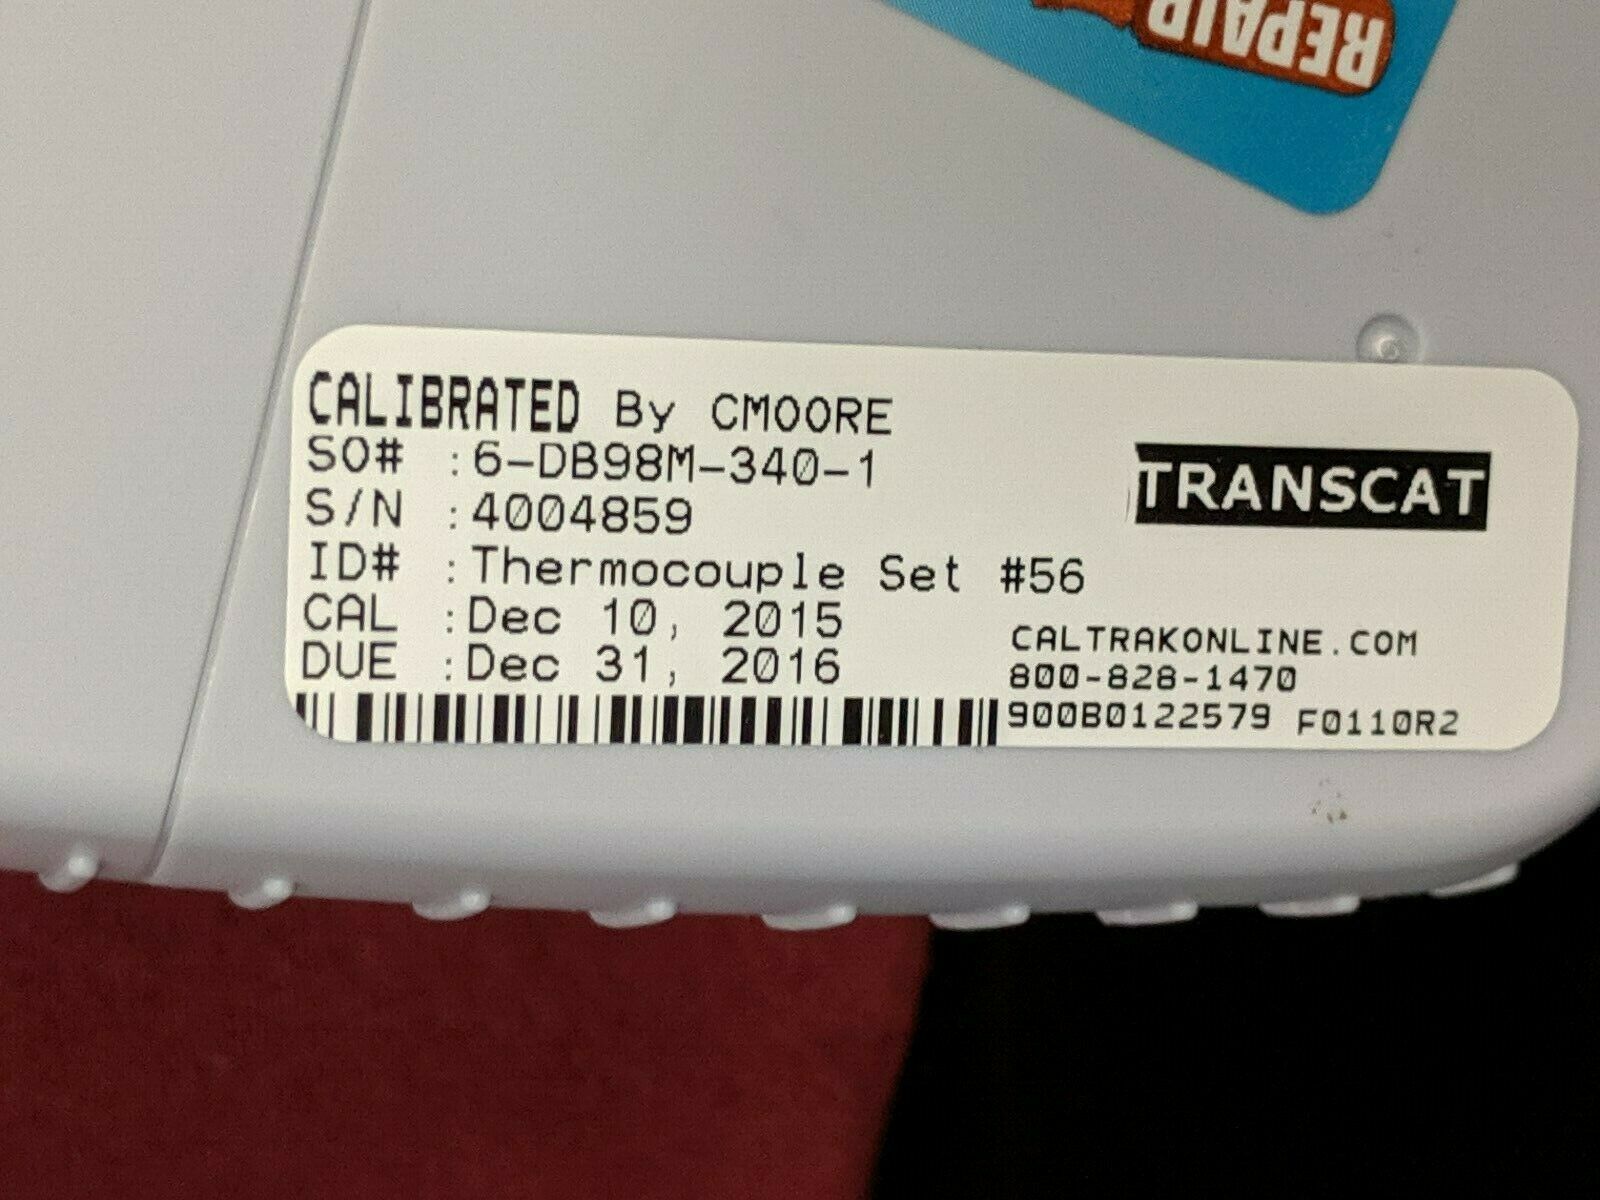 REPAIR
CALIBRATED By CMOORE
SO# :6-DB98M-340-1
S/N :4004859
TRANSCAT
ID# :Thermocouple Set #56
CAL :Dec 10, 2015
DUE :Dec 31, 2016
CALTRAKONLINE.COM
800-828-1470
900B0122579 F0110R2